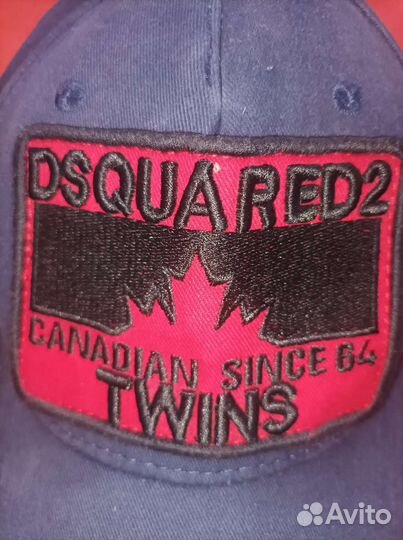 DSQUARED2
CANADIAN SINCE 64
TWINS
Avito